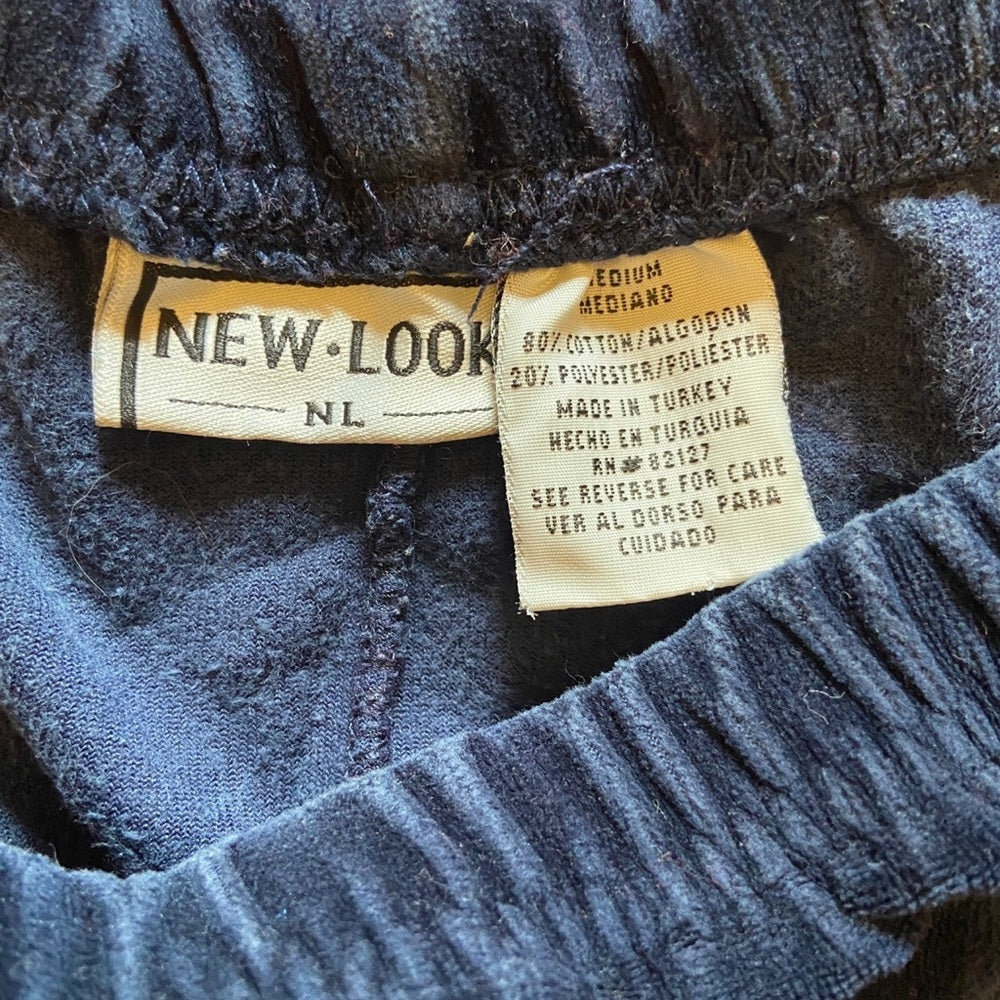 NEW·LOOK
NL
MEDIUM
MEDIANO
80% COTTON/ALGODON
20% POLYESTER/POLIESTER
MADE IN TURKEY
HECHO EN TURQUIA
RN# 82127
SEE REVERSE FOR CARE
VER AL DORSO PARA
CUIDADO